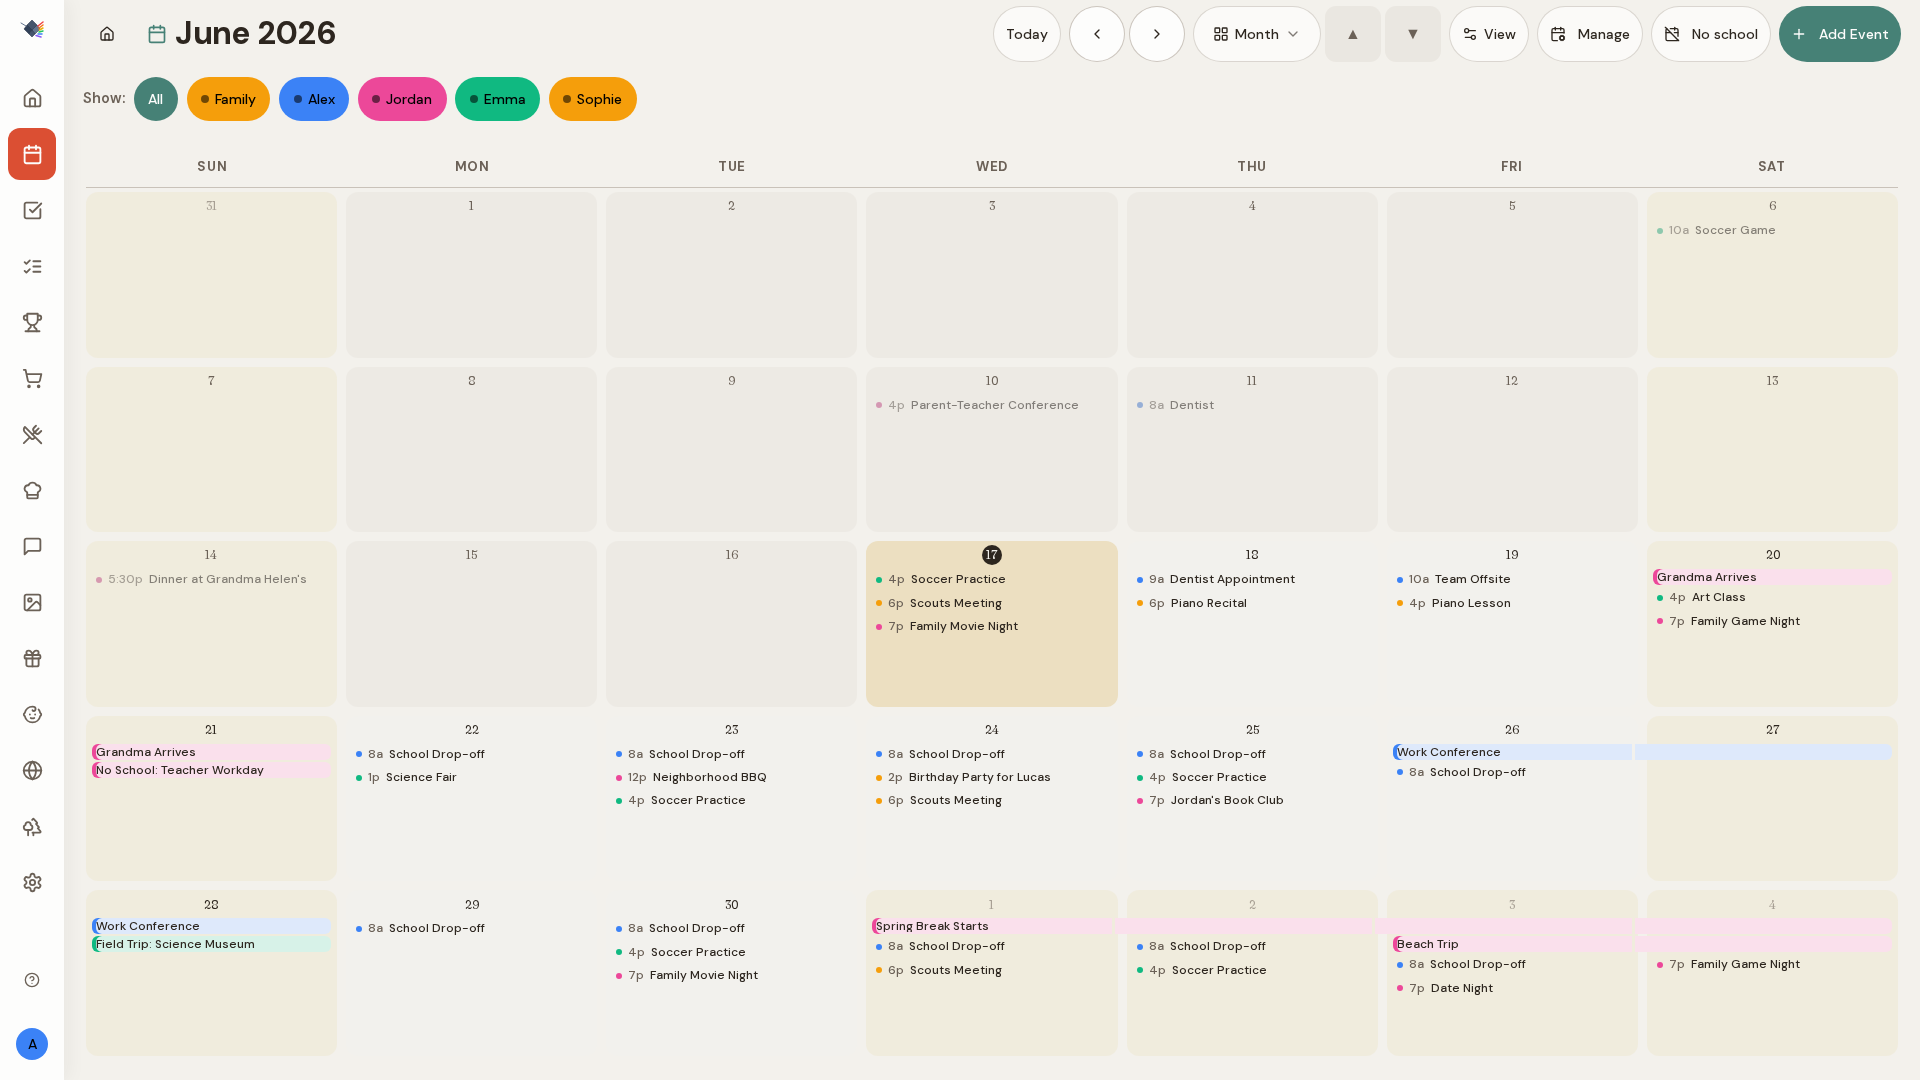 June 2026
Today
Month
View
Manage
No school
Add Event
Show:
All
Family
Alex
Jordan
Emma
Sophie
SUN MON TUE WED THU FRI SAT
31 1 2 3 4 5 6
10a Soccer Game
7 8 9 10 11 12 13
4p Parent-Teacher Conference
8a Dentist
14 15 16 17 18 19 20
5:30p Dinner at Grandma Helen's
4p Soccer Practice
6p Scouts Meeting
7p Family Movie Night
9a Dentist Appointment
6p Piano Recital
10a Team Offsite
4p Piano Lesson
Grandma Arrives
4p Art Class
7p Family Game Night
21 22 23 24 25 26 27
Grandma Arrives
No School: Teacher Workday
8a School Drop-off
1p Science Fair
8a School Drop-off
12p Neighborhood BBQ
4p Soccer Practice
8a School Drop-off
2p Birthday Party for Lucas
6p Scouts Meeting
8a School Drop-off
4p Soccer Practice
7p Jordan's Book Club
Work Conference
8a School Drop-off
28 29 30 1 2 3 4
Work Conference
Field Trip: Science Museum
8a School Drop-off
8a School Drop-off
4p Soccer Practice
7p Family Movie Night
Spring Break Starts
8a School Drop-off
6p Scouts Meeting
8a School Drop-off
4p Soccer Practice
Beach Trip
8a School Drop-off
7p Date Night
7p Family Game Night
A